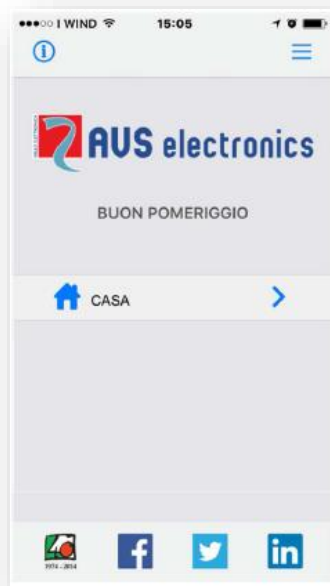 I WIND 15:05
AVS electronics
BUON POMERIGGIO
CASA
1974 - 2014